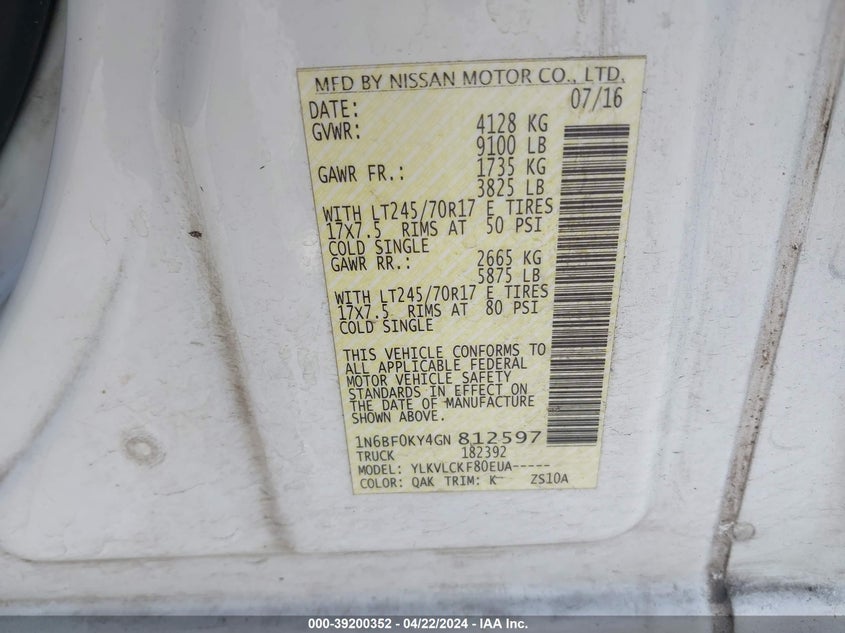 MFD BY NISSAN MOTOR CO., LTD.
DATE: 07/16
GVWR: 4128 KG
9100 LB
GAWR FR.: 1735 KG
3825 LB
WITH LT245/70R17 E TIRES
17X7.5 RIMS AT 50 PSI
COLD SINGLE
GAWR RR.: 2665 KG
5875 LB
WITH LT245/70R17 E TIRES
17X7.5 RIMS AT 80 PSI
COLD SINGLE
THIS VEHICLE CONFORMS TO
ALL APPLICABLE FEDERAL
MOTOR VEHICLE SAFETY
STANDARDS IN EFFECT ON
THE DATE OF MANUFACTURE
SHOWN ABOVE.
1N6BF0KY4GN 812597
TRUCK 182392
MODEL: YLKVLCKF80EUA-----
COLOR: QAK TRIM: K ZS10A
000-39200352 - 04/22/2024 - IAA Inc.